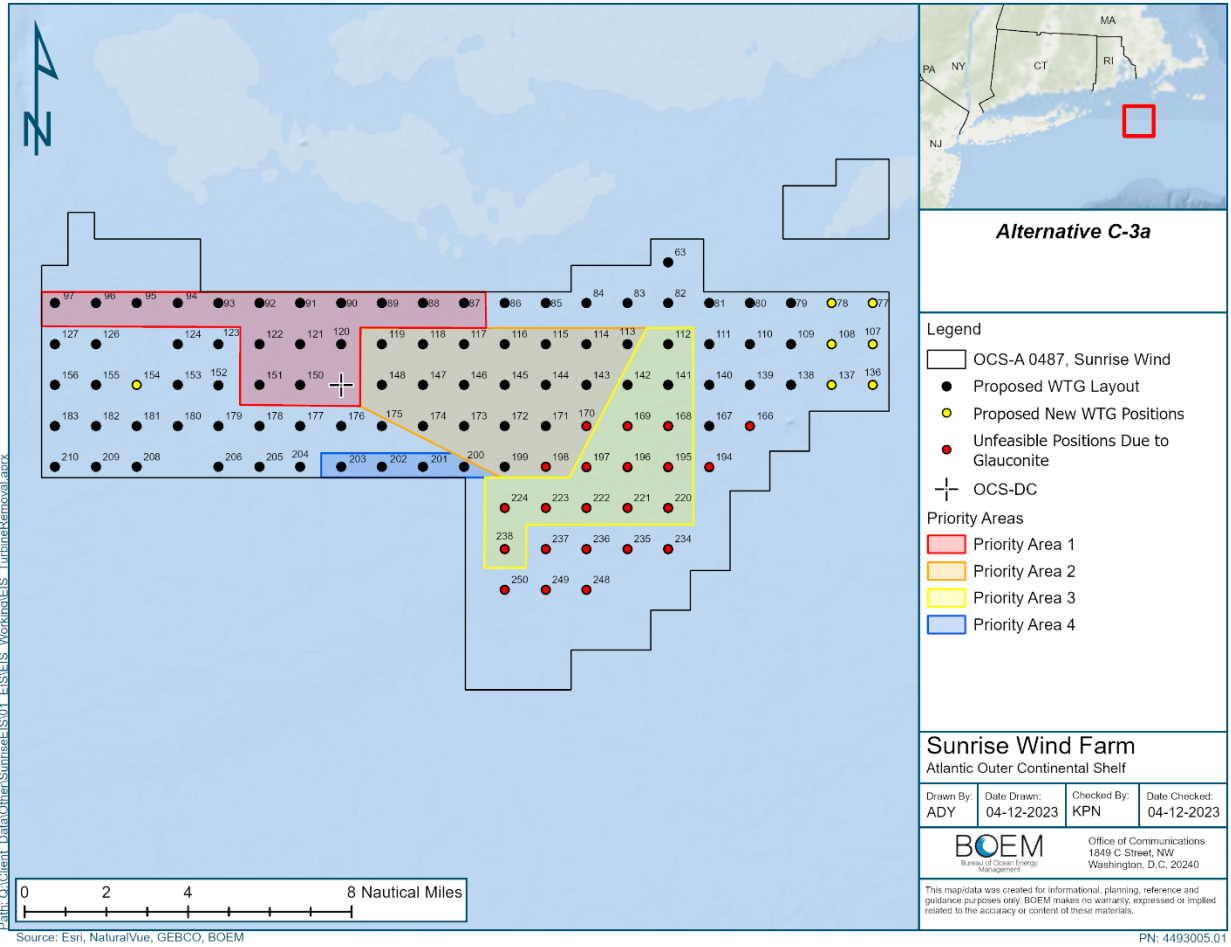 N
63
97 96 95 94 93 92 91 90 89 88 87 86 85 84 83 82 81 80 79 78 77
127 126 124 123 122 121 120 119 118 117 116 115 114 113 112 111 110 109 108 107
156 155 154 153 152 151 150 148 147 146 145 144 143 142 141 140 139 138 137 136
183 182 181 180 179 178 177 176 175 174 173 172 171 170 169 168 167 166
210 209 208 206 205 204 203 202 201 200 199 198 197 196 195 194
224 223 222 221 220
238 237 236 235 234
250 249 248
0 2 4 8 Nautical Miles
Path: Q:\Client_Data\Other\SunriseEIS\01_EIS\EIS_Working\EIS_TurbineRemoval.aprx
Source: Esri, NaturalVue, GEBCO, BOEM
MA
PA NY CT RI
NJ
Alternative C-3a
Legend
OCS-A 0487, Sunrise Wind
Proposed WTG Layout
Proposed New WTG Positions
Unfeasible Positions Due to
Glauconite
OCS-DC
Priority Areas
Priority Area 1
Priority Area 2
Priority Area 3
Priority Area 4
Sunrise Wind Farm
Atlantic Outer Continental Shelf
Drawn By: Date Drawn: Checked By: Date Checked:
ADY 04-12-2023 KPN 04-12-2023
BOEM
Bureau of Ocean Energy
Management
Office of Communications
1849 C Street, NW
Washington, D.C. 20240
This map/data was created for informational, planning, reference and
guidance purposes only. BOEM makes no warranty, expressed or implied
related to the accuracy or content of these materials.
PN: 4493005.01